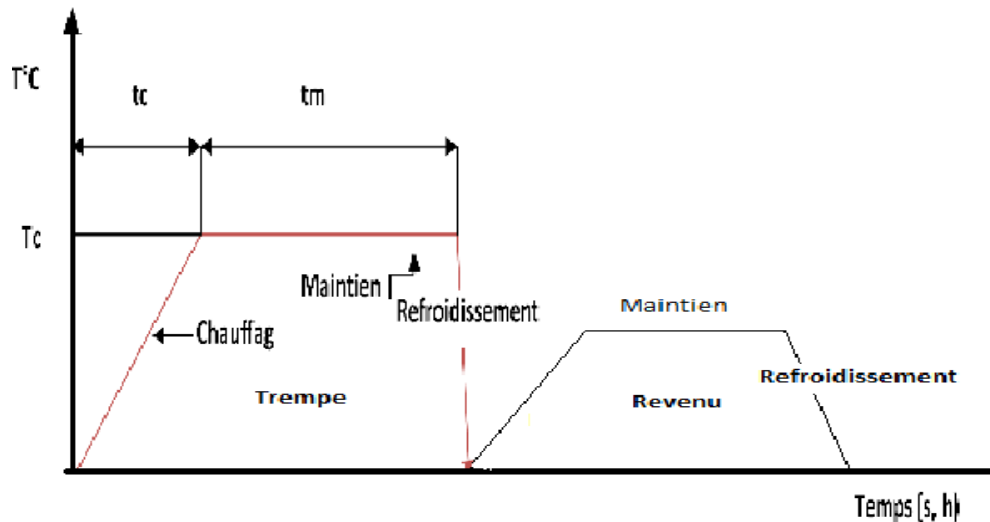 T°C
tc
tm
Tc
Maintien
Refroidissement
Chauffag
Trempe
Maintien
Refroidissement
Revenu
Temps (s, h)